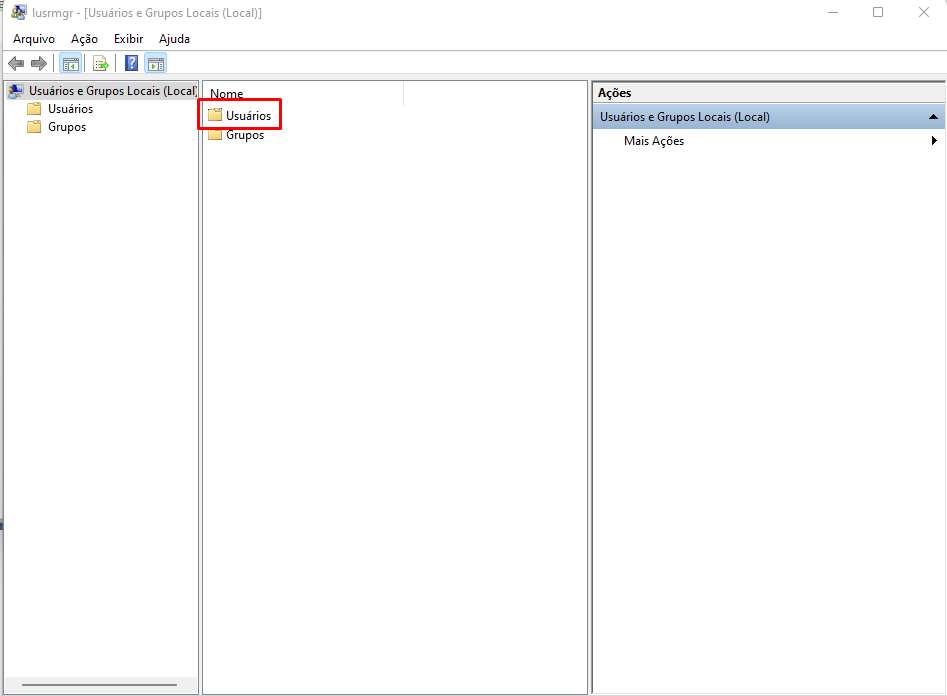 lusrmgr - [Usuários e Grupos Locais (Local)]
Arquivo Ação Exibir Ajuda
Usuários e Grupos Locais (Local)
Usuários
Grupos
Nome
Usuários
Grupos
Ações
Usuários e Grupos Locais (Local)
Mais Ações